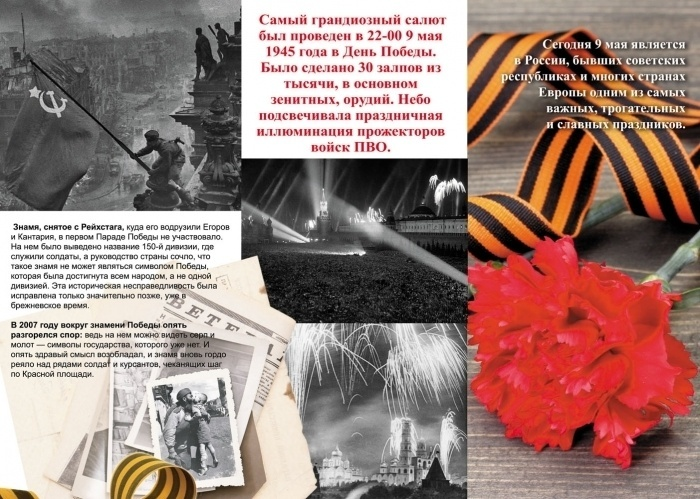 Самый грандиозный салют
был проведен в 22-00 9 мая
1945 года в День Победы.
Было сделано 30 залпов из
тысячи, в основном
зенитных, орудий. Небо
подсвечивала праздничная
иллюминация прожекторов
войск ПВО.
Сегодня 9 мая является
в России, бывших советских
республиках и многих странах
Европы одним из самых
важных, трогательных
и славных праздников.
Знамя, снятое с Рейхстага, куда его водрузили Егоров
и Кантария, в первом Параде Победы не участвовало.
На нем было выведено название 150-й дивизии, где
служили солдаты, а руководство страны сочло, что
такое знамя не может являться символом Победы,
которая была достигнута всем народом, а не одной
дивизией. Эта историческая несправедливость была
исправлена только значительно позже, уже в
брежневское время.
В 2007 году вокруг знамени Победы опять
разгорелся спор: ведь на нем можно видеть серп и
молот — символы государства, которого уже нет. И
опять здравый смысл возобладал, и знамя вновь гордо
реяло над рядами солдат и курсантов, чеканящих шаг
по Красной площади.